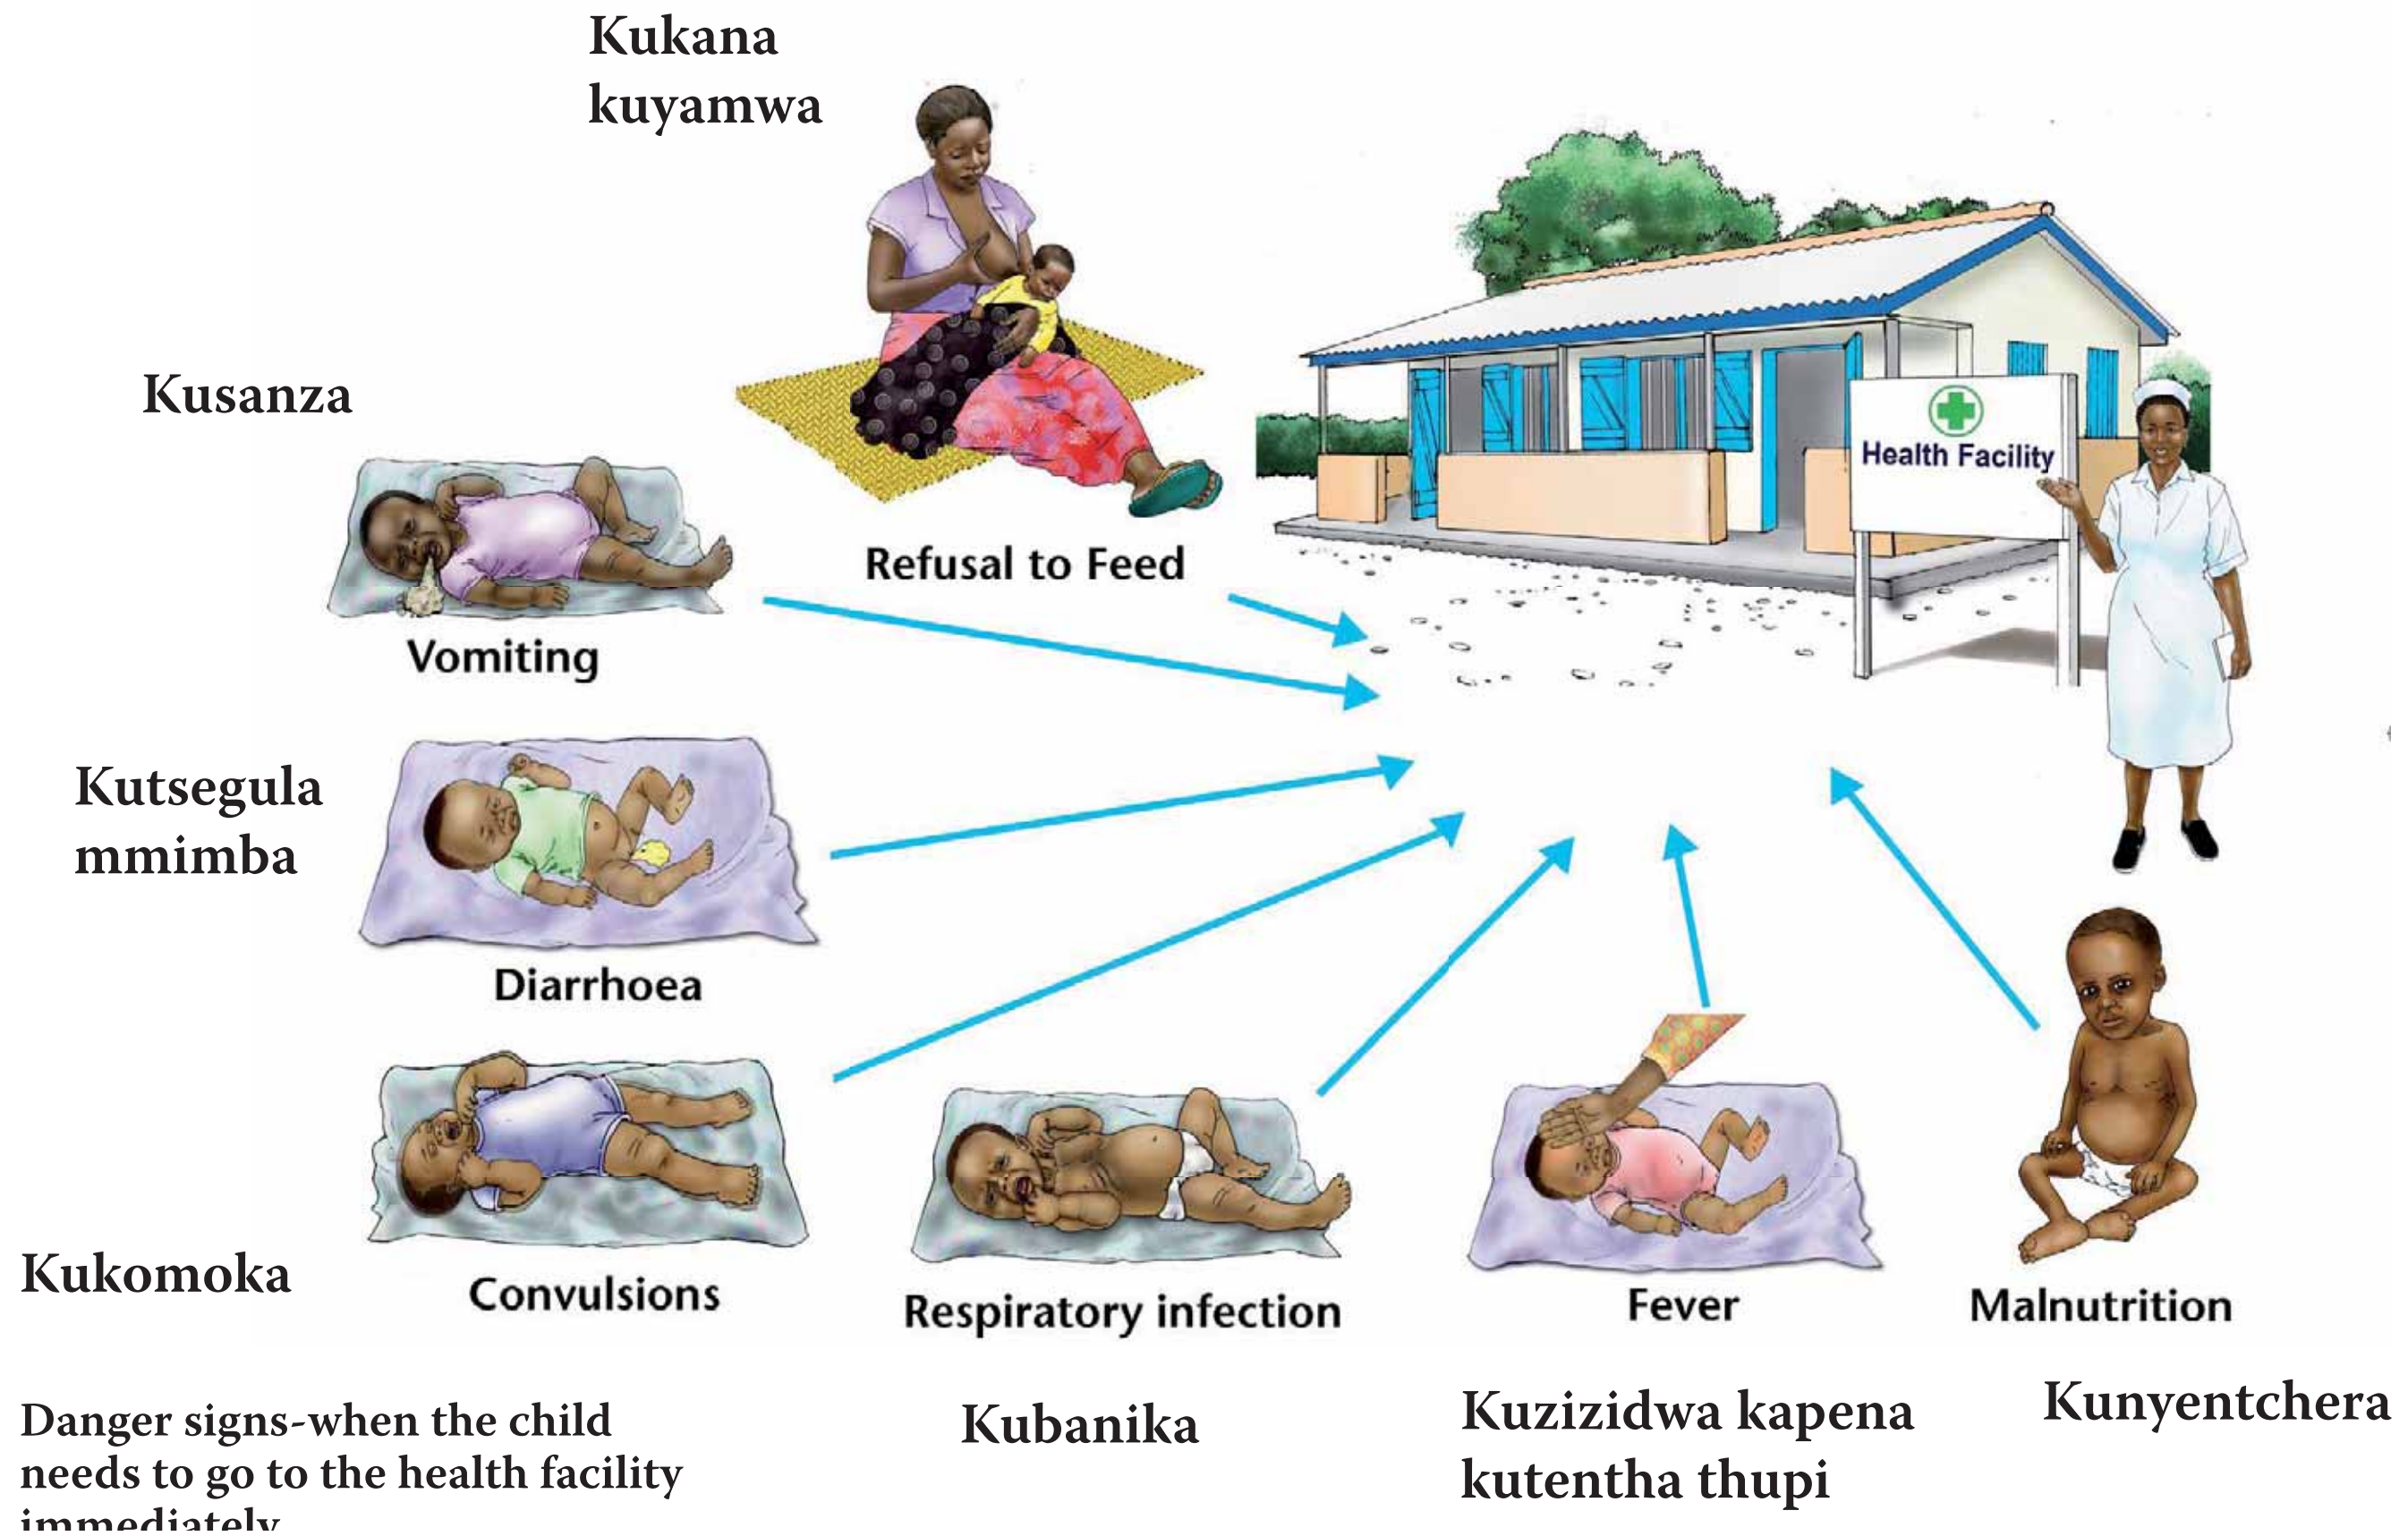 Kukana
kuyamwa
Kusanza
Health Facility
Refusal to Feed
Vomiting
Kutsegula
mmimba
Diarrhoea
Kukomoka
Convulsions
Respiratory infection
Fever
Malnutrition
Danger signs-when the child
needs to go to the health facility
immediately
Kubanika
Kuzizidwa kapena
kutentha thupi
Kunyentchera